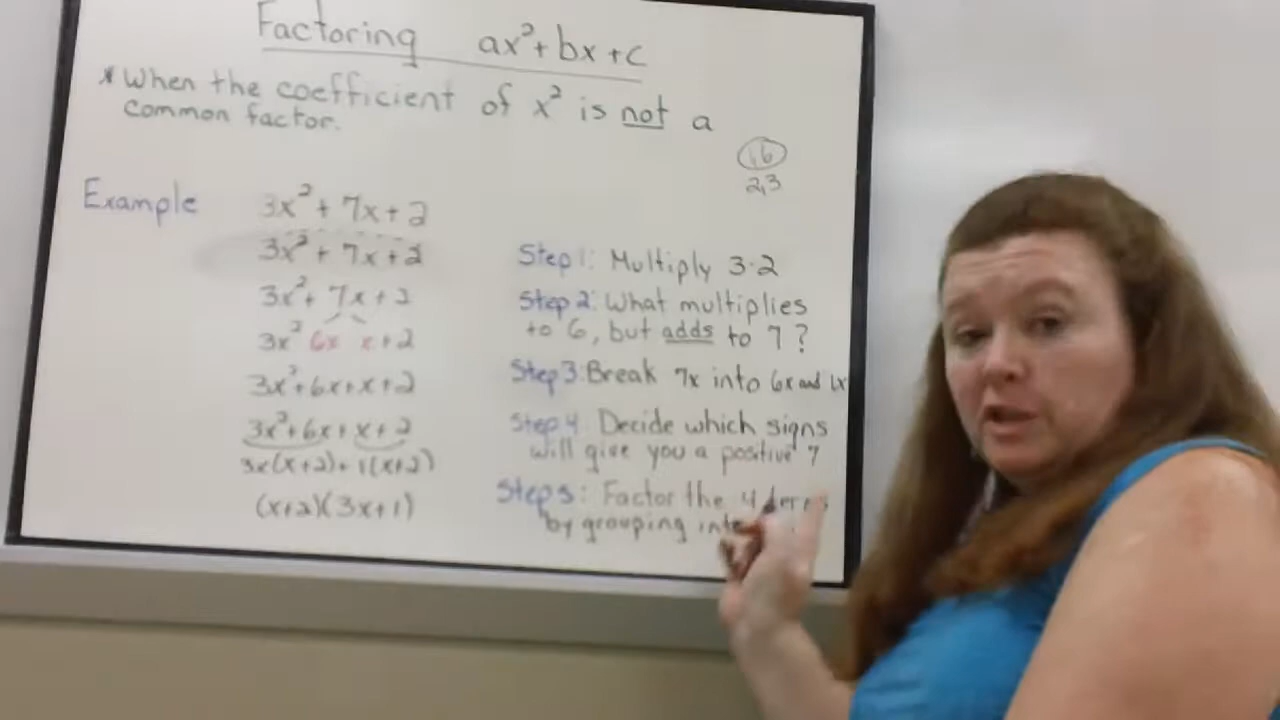 Factoring ax²+bx+c
* When the coefficient of x² is not a
common factor.
1,6
2,3
Example 3x²+7x+2
3x²+7x+2
3x²+7x+2
3x² 6x x+2
3x²+6x+x+2
3x²+6x+x+2
3x(x+2)+1(x+2)
(x+2)(3x+1)
Step 1: Multiply 3·2
Step 2: What multiplies
to 6, but adds to 7?
Step 3: Break 7x into 6x and 1x
Step 4: Decide which signs
will give you a positive 7
Step 5: Factor the 4
by grouping